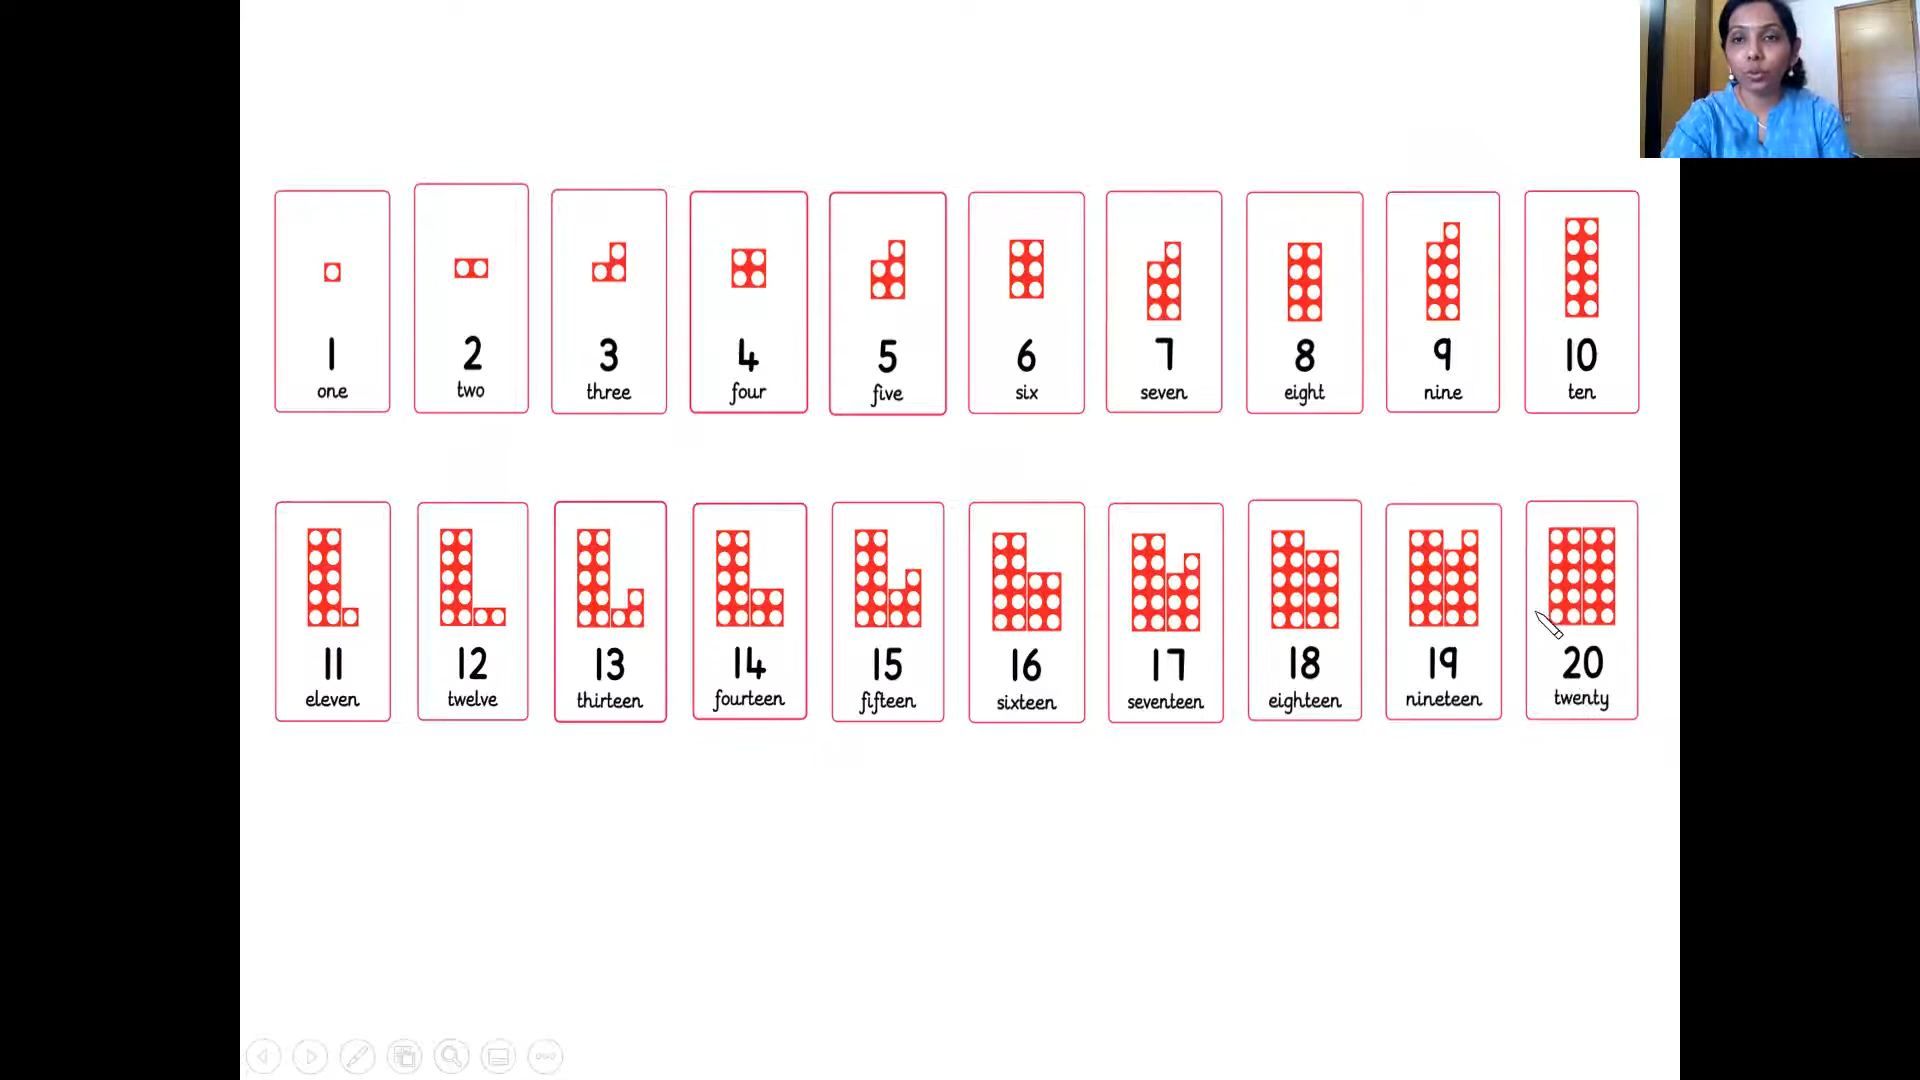 1 2 3 4 5 6 7 8 9 10
one two three four five six seven eight nine ten
11 12 13 14 15 16 17 18 19 20
eleven twelve thirteen fourteen fifteen sixteen seventeen eighteen nineteen twenty